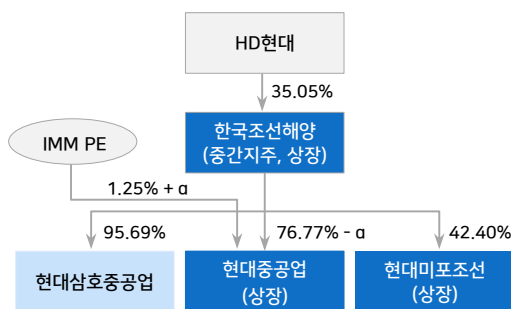 HD현대
35.05%
한국조선해양
(중간지주, 상장)
IMM PE
1.25% + α
95.69%
76.77% - α
42.40%
현대삼호중공업
현대중공업
(상장)
현대미포조선
(상장)